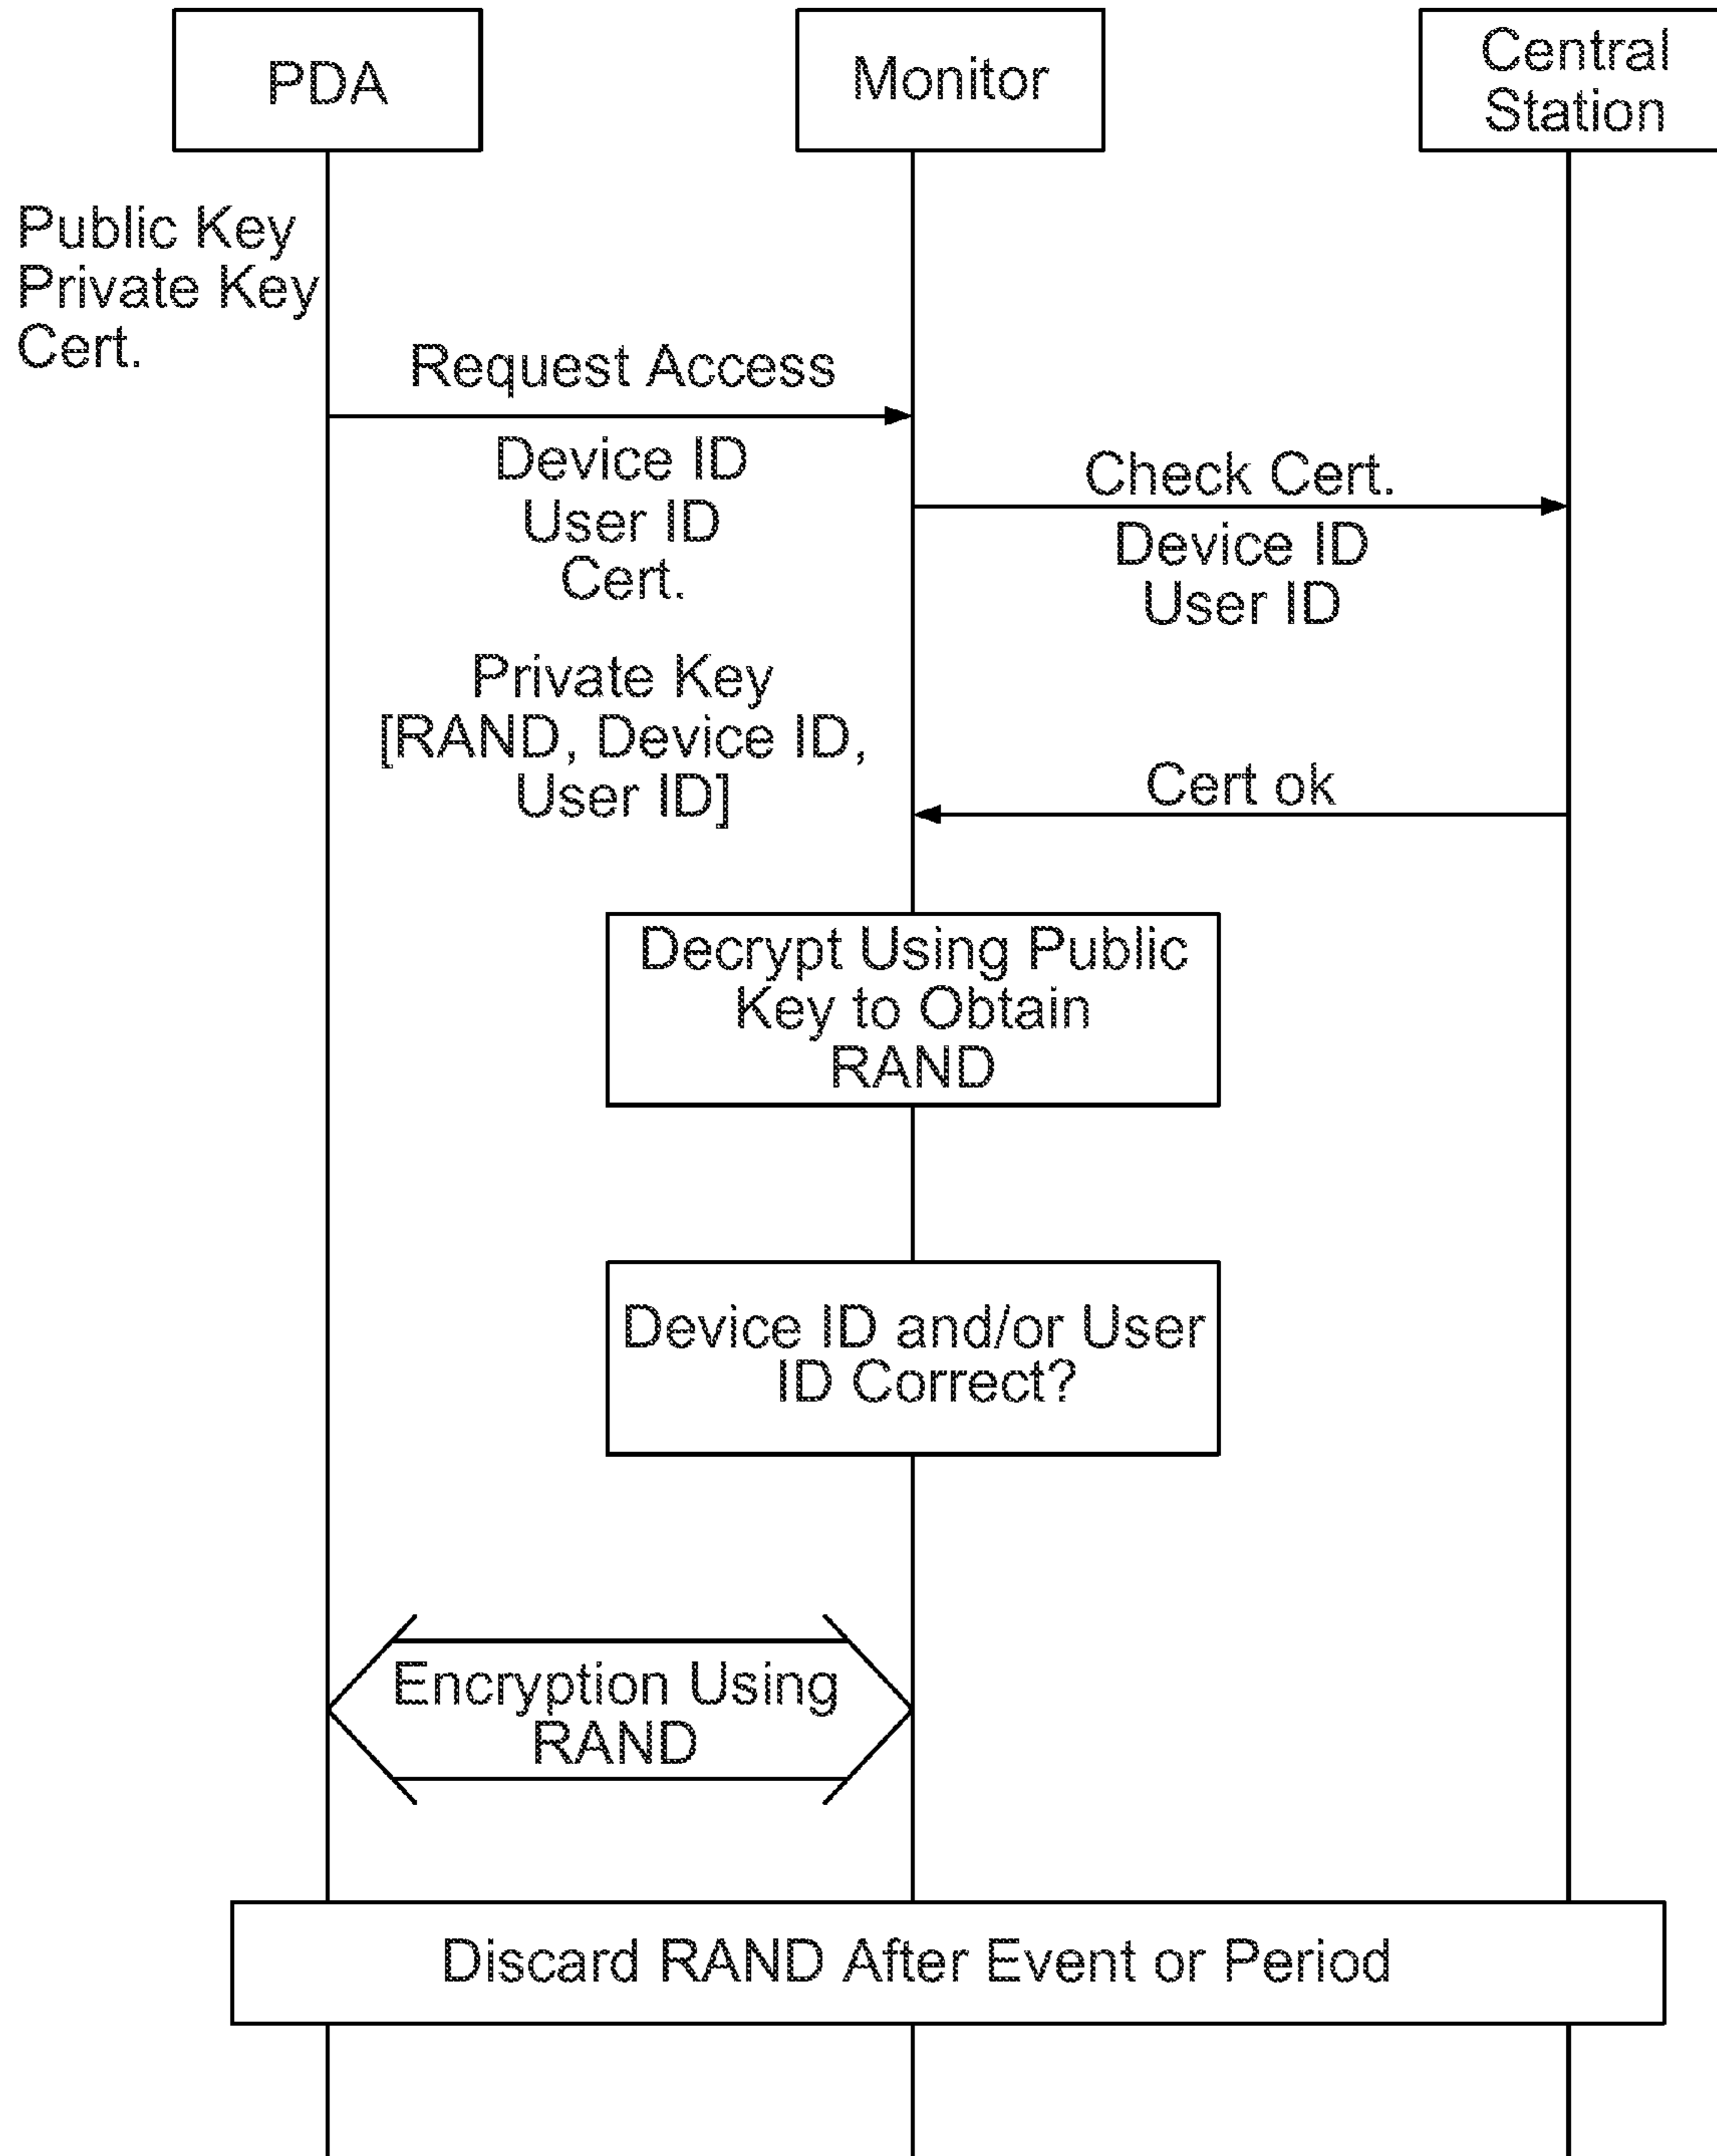 PDA
Monitor
Central
Station
Public Key
Private Key
Cert.
Request Access
Device ID
User ID
Cert.
Check Cert.
Device ID
User ID
Private Key
[RAND, Device ID,
User ID]
Cert ok
Decrypt Using Public
Key to Obtain
RAND
Device ID and/or User
ID Correct?
Encryption Using
RAND
Discard RAND After Event or Period